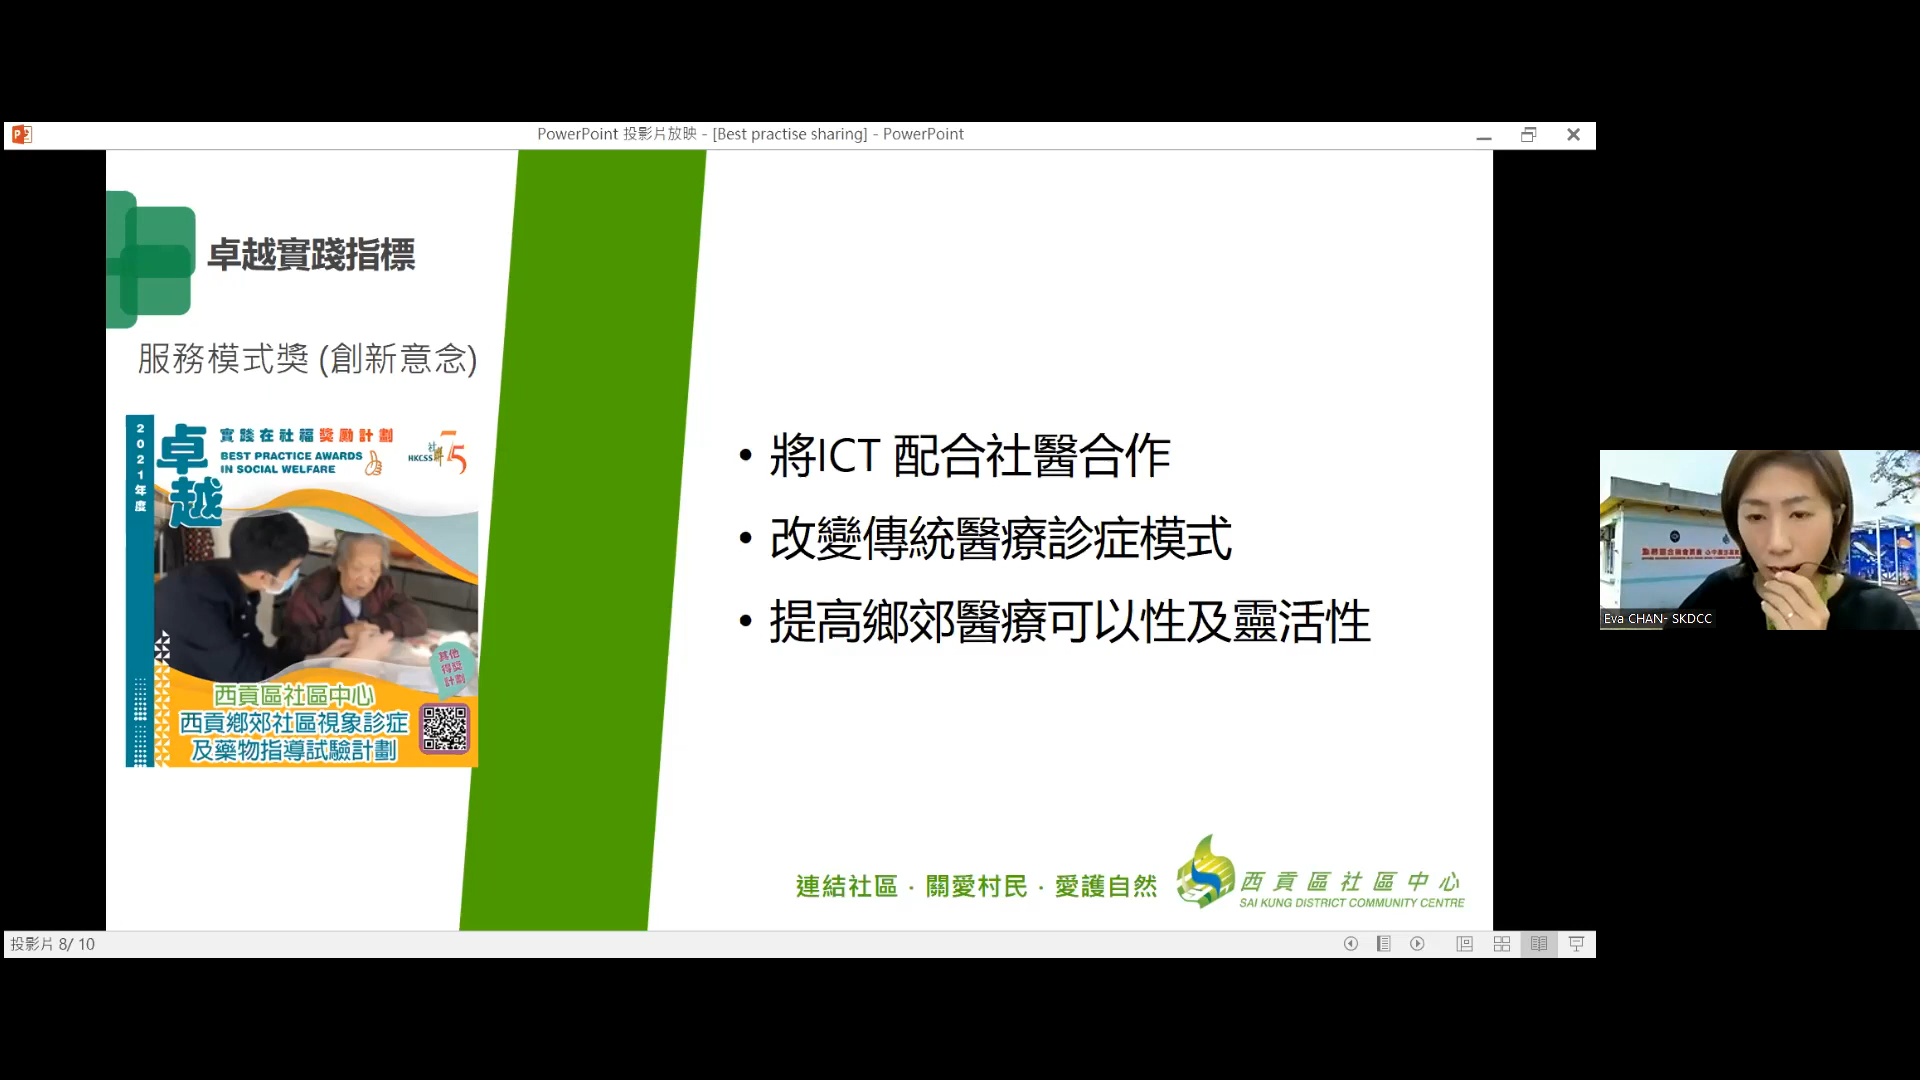 PowerPoint 投影片放映 - [Best practise sharing] - PowerPoint
卓越實踐指標
服務模式獎 (創新意念)
2021年度
卓越
實踐在社福獎勵計劃
BEST PRACTICE AWARDS
IN SOCIAL WELFARE
社聯
HKCSS
75
其他
得獎
計劃
西貢區社區中心
西貢鄉郊社區視象診症
及藥物指導試驗計劃
• 將ICT 配合社醫合作
• 改變傳統醫療診症模式
• 提高鄉郊醫療可以性及靈活性
連結社區 · 關愛村民 · 愛護自然
西貢區社區中心
SAI KUNG DISTRICT COMMUNITY CENTRE
投影片 8/ 10
Eva CHAN- SKDCC